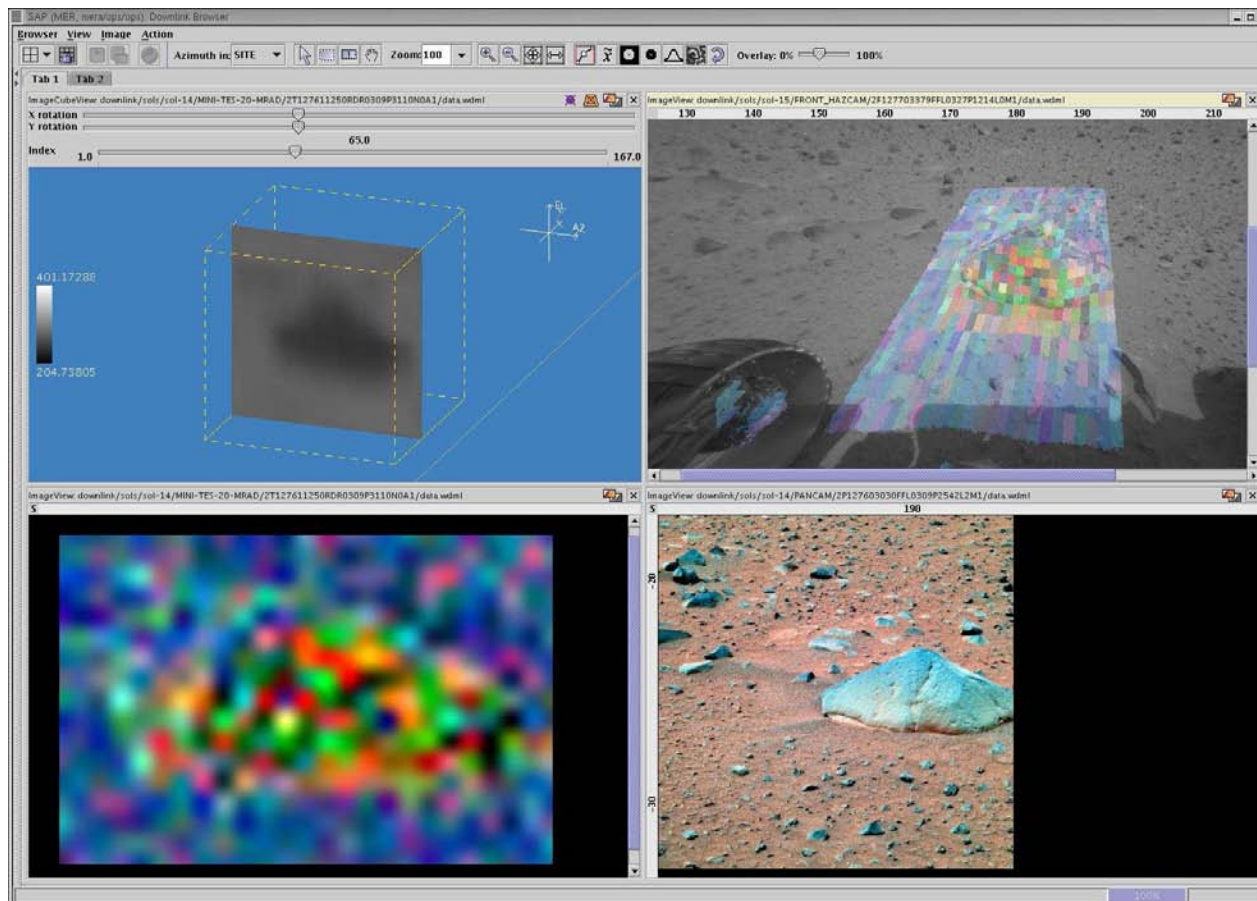 SAP (MER, mera/ops/ops): Downlink Browser
Browser View Image Action
Azimuth in: SITE Zoom: 100 Overlay: 0% 100%
Tab 1 Tab 2
ImageCubeView: downlink/sols/sol-14/MINI-TES-20-MRAD/2T127611250RDR0309P3110N0A1/data.wdml
X rotation
Y rotation
65.0
Index 1.0 167.0
EL
X
AZ
401.17288
204.73805
ImageView: downlink/sols/sol-15/FRONT_HAZCAM/2F127703379FFL0327P1214L0M1/data.wdml
130 140 150 160 170 180 190 200 210
ImageView: downlink/sols/sol-14/MINI-TES-20-MRAD/2T127611250RDR0309P3110N0A1/data.wdml
S
ImageView: downlink/sols/sol-14/PANCAM/2P127603030FFL0309P2542L2M1/data.wdml
S 190
-20
-30
100%